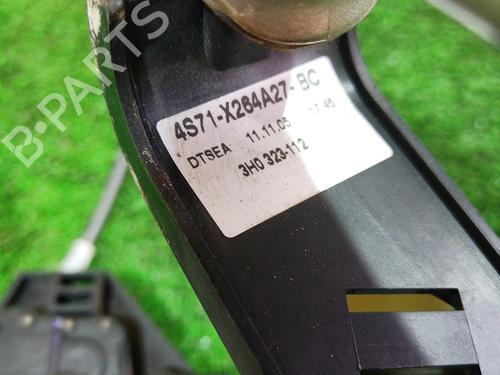 4S71-X264A27-BC
DTSEA 11.11.05 17:45
3H0 323-112
B-PARTS